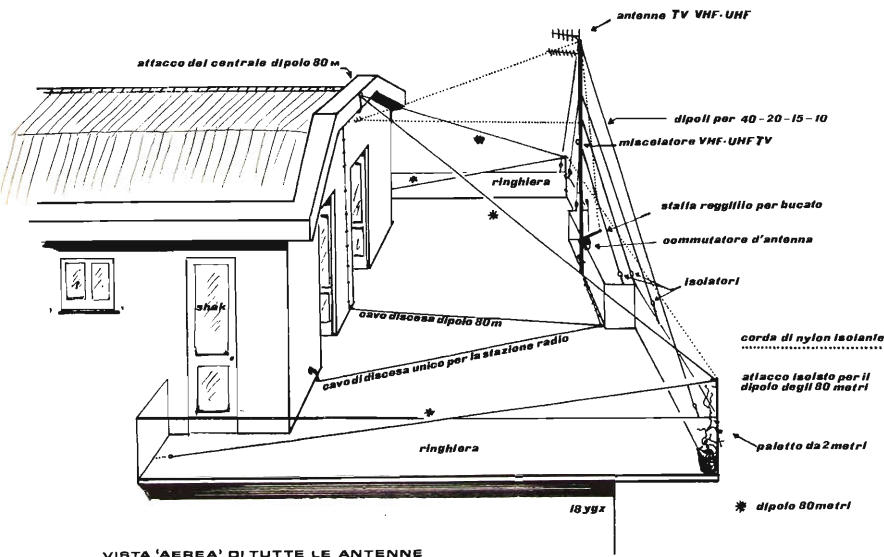 antenne TV VHF-UHF
attacco del centrale dipolo 80 M
dipoli per 40-20-15-10
miscelatore VHF-UHF TV
ringhiera
staffa reggifilo per bucato
commutatore d'antenna
isolatori
shak
cavo discesa dipolo 80m
cavo di discesa unico per la stazione radio
corda di nylon isolante
attacco isolato per il
dipolo degli 80 metri
ringhiera
paletto da 2 metri
i8ygz
* dipolo 80 metri
VISTA 'AEREA' DI TUTTE LE ANTENNE